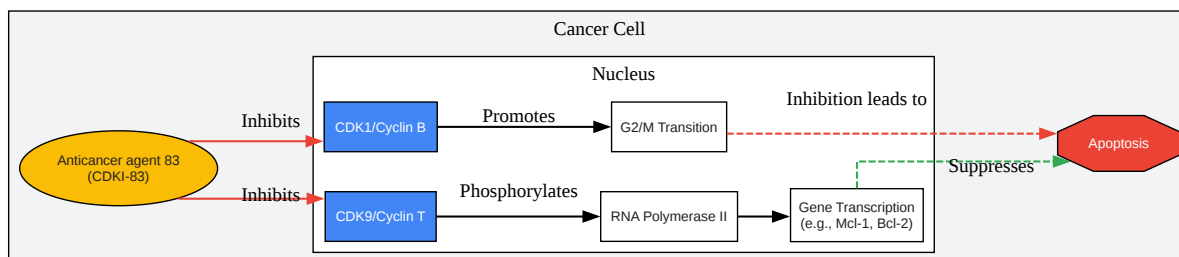 Cancer Cell
Nucleus
Inhibits
CDK1/Cyclin B
Promotes
G2/M Transition
Inhibition leads to
Apoptosis
Anticancer agent 83
(CDKI-83)
Inhibits
CDK9/Cyclin T
Phosphorylates
RNA Polymerase II
Gene Transcription
(e.g., Mcl-1, Bcl-2)
Suppresses